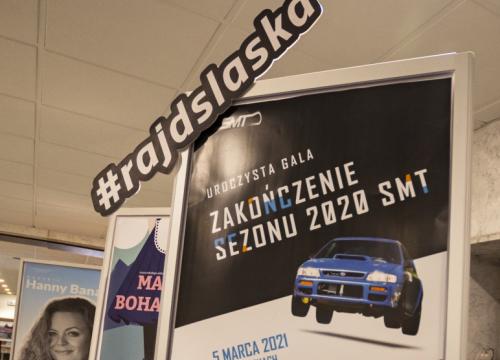 #rajdslaska
SMT
UROCZYSTA GALA
ZAKOŃCZENIE
SEZONU 2020 SMT
5 MARCA 2021
Hanny Bana
MA
BOHA